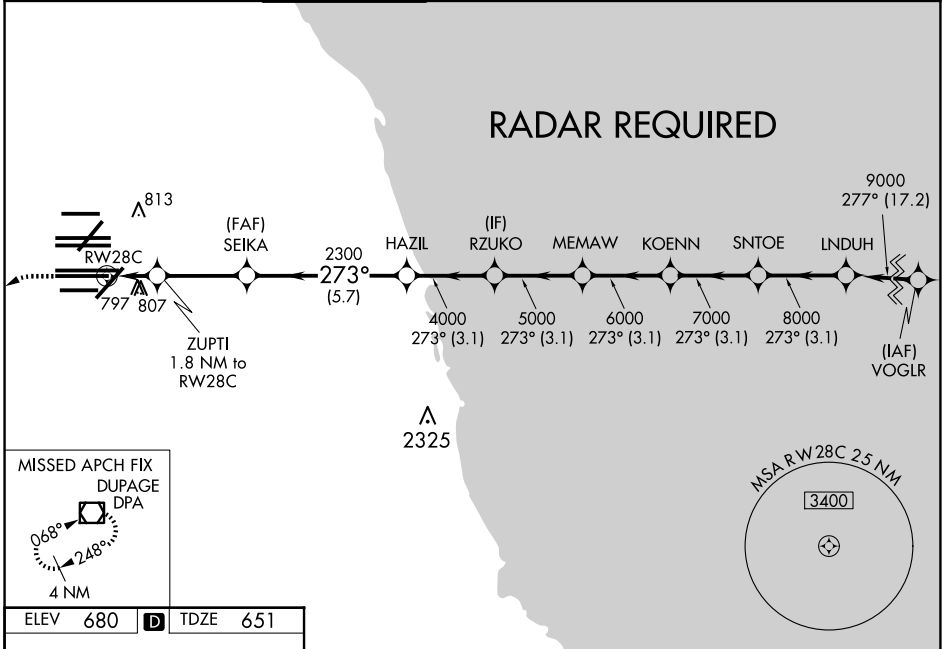 RADAR REQUIRED
813
9000
277° (17.2)
(FAF)
SEIKA
2300
273°
(5.7)
HAZIL
(IF)
RZUKO
MEMAW
KOENN
SNTOE
LNDUH
RW28C
797
807
4000
273° (3.1)
5000
273° (3.1)
6000
273° (3.1)
7000
273° (3.1)
8000
273° (3.1)
(IAF)
VOGLR
ZUPTI
1.8 NM to
RW28C
2325
MISSED APCH FIX
DUPAGE
DPA
068°
248°
4 NM
MSA RW28C 25 NM
3400
ELEV 680 D TDZE 651